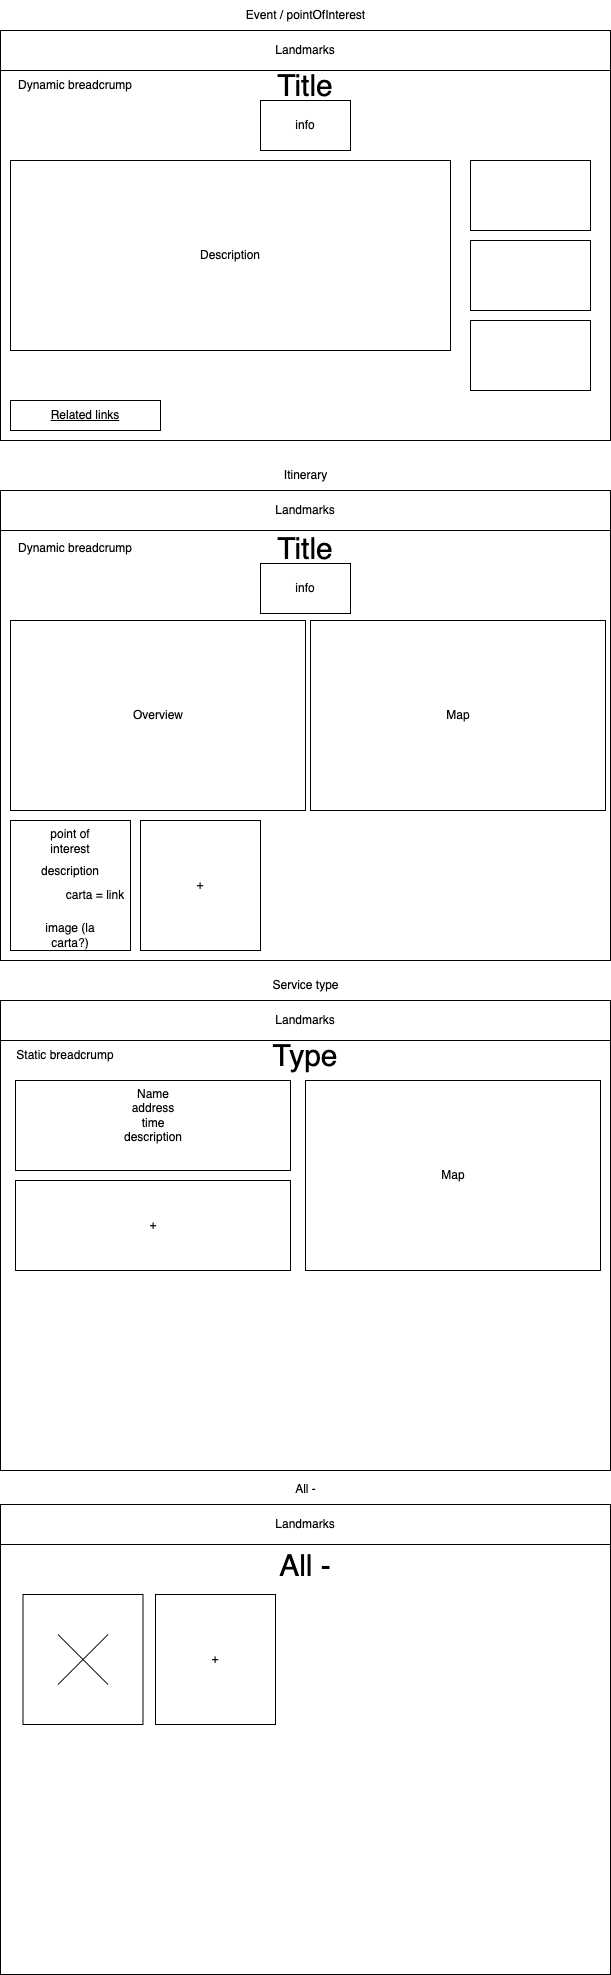 Event / pointOfInterest
Landmarks
Dynamic breadcrump
Title
info
Description
Related links
Itinerary
Landmarks
Dynamic breadcrump
Title
info
Overview
Map
point of
interest
description
carta = link
image (la
carta?)
+
Service type
Landmarks
Static breadcrump
Type
Name
address
time
description
Map
+
All -
Landmarks
All -
+